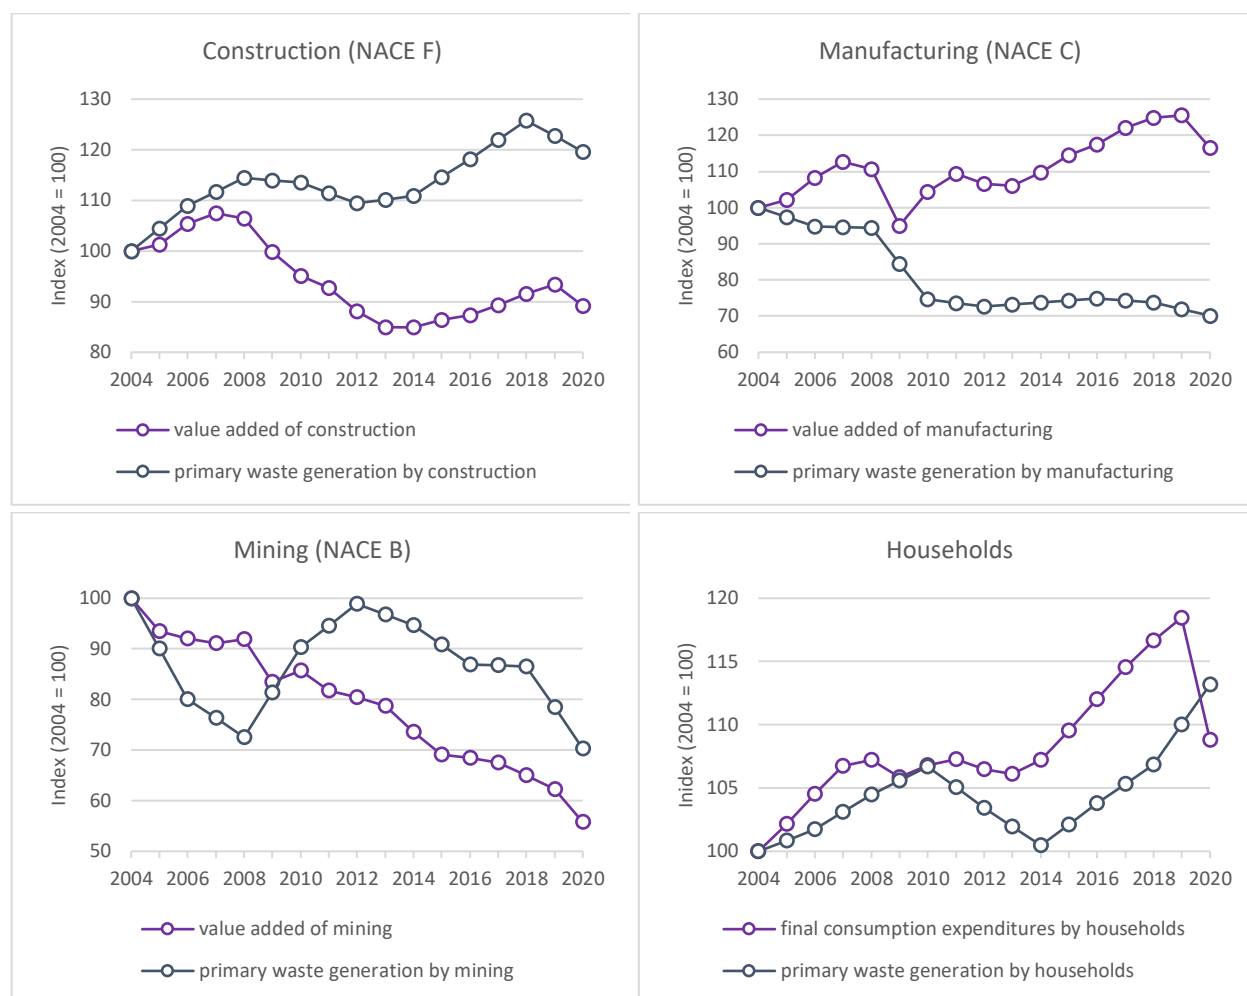 Construction (NACE F)
Index (2004 = 100)
130
120
110
100
90
80
2004 2006 2008 2010 2012 2014 2016 2018 2020
value added of construction
primary waste generation by construction
Manufacturing (NACE C)
Index (2004 = 100)
130
120
110
100
90
80
70
60
2004 2006 2008 2010 2012 2014 2016 2018 2020
value added of manufacturing
primary waste generation by manufacturing
Mining (NACE B)
Index (2004 = 100)
100
90
80
70
60
50
2004 2006 2008 2010 2012 2014 2016 2018 2020
value added of mining
primary waste generation by mining
Households
Inidex (2004 = 100)
120
115
110
105
100
2004 2006 2008 2010 2012 2014 2016 2018 2020
final consumption expenditures by households
primary waste generation by households